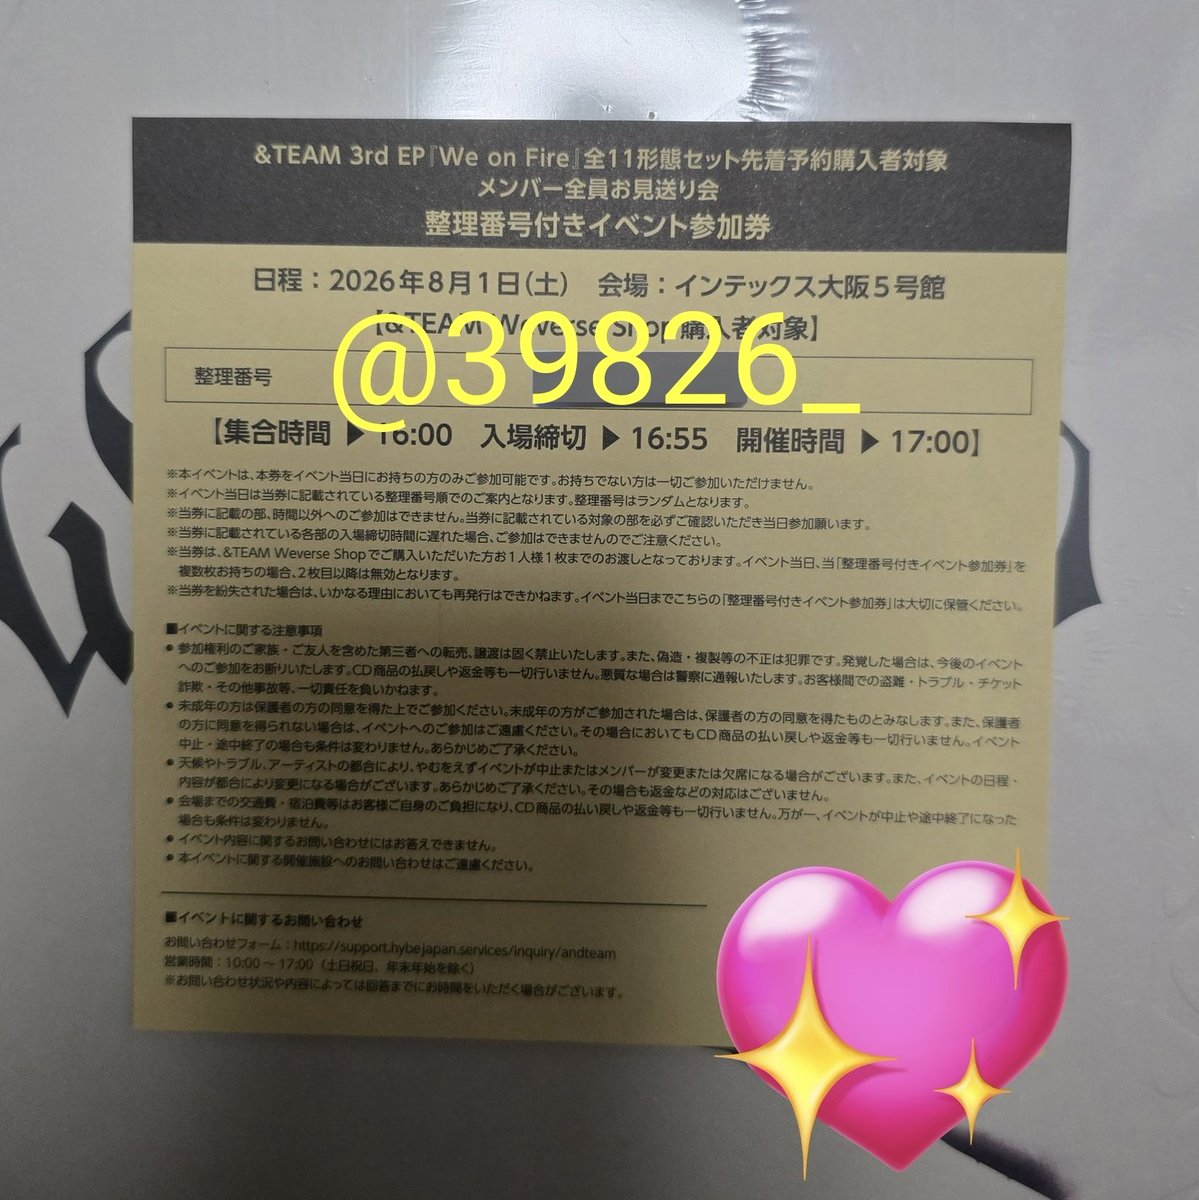 &TEAM 3rd EP『We on Fire』全11形態セット先着予約購入者対象
メンバー全員お見送り会
整理番号付きイベント参加券
日程：2026年8月1日(土)　会場：インテックス大阪5号館
【&TEAM Weverse Shop 購入者対象】
@39826_
整理番号
【集合時間 ▶ 16:00　入場締切 ▶ 16:55　開催時間 ▶ 17:00】
※本イベントは、本券をイベント当日にお持ちの方のみご参加可能です。お持ちでない方は一切ご参加いただけません。
※イベント当日は当券に記載されている整理番号順でのご案内となります。整理番号はランダムとなります。
※当券に記載の部、時間以外へのご参加はできません。当券に記載されている対象の部を必ずご確認いただき当日参加願います。
※当券に記載されている各部の入場締切時間に遅れた場合、ご参加はできませんのでご注意ください。
※当券は、&TEAM Weverse Shopでご購入いただいた方お1人様1枚までのお渡しとなっております。イベント当日、当「整理番号付きイベント参加券」を
複数枚お持ちの場合、2枚目以降は無効となります。
※当券を紛失された場合は、いかなる理由においても再発行はできかねます。イベント当日までこちらの「整理番号付きイベント参加券」は大切に保管ください。
■イベントに関する注意事項
● 参加権利のご家族・ご友人を含めた第三者への転売、譲渡は固く禁止いたします。また、偽造・複製等の不正は犯罪です。発覚した場合は、今後のイベント
へのご参加をお断りいたします。CD商品の払戻しや返金等も一切行いません。悪質な場合は警察に通報いたします。お客様間での盗難・トラブル・チケット
詐欺・その他事故等、一切責任を負いかねます。
● 未成年の方は保護者の方の同意を得た上でご参加ください。未成年の方がご参加された場合は、保護者の方の同意を得たものとみなします。また、保護者
の方に同意を得られない場合は、イベントへのご参加はご遠慮ください。その場合においてもCD商品の払い戻しや返金等も一切行いません。イベント
中止・途中終了の場合も条件は変わりません。あらかじめご了承ください。
● 天候やトラブル、アーティストの都合により、やむをえずイベントが中止またはメンバーが変更または欠席になる場合がございます。また、イベントの日程・
内容が都合により変更になる場合がございます。あらかじめご了承ください。その場合も返金などの対応はございません。
● 会場までの交通費・宿泊費等はお客様ご自身のご負担になり、CD商品の払い戻しや返金等も一切行いません。万が一、イベントが中止や途中終了になった
場合も条件は変わりません。
● イベント内容に関するお問い合わせにはお答えできません。
● 本イベントに関する開催施設へのお問い合わせはご遠慮ください。
■イベントに関するお問い合わせ
お問い合わせフォーム：https://support.hybejapan.services/inquiry/andteam
営業時間：10:00～17:00（土日祝日、年末年始を除く）
※お問い合わせ状況や内容によっては回答までにお時間をいただく場合がございます。